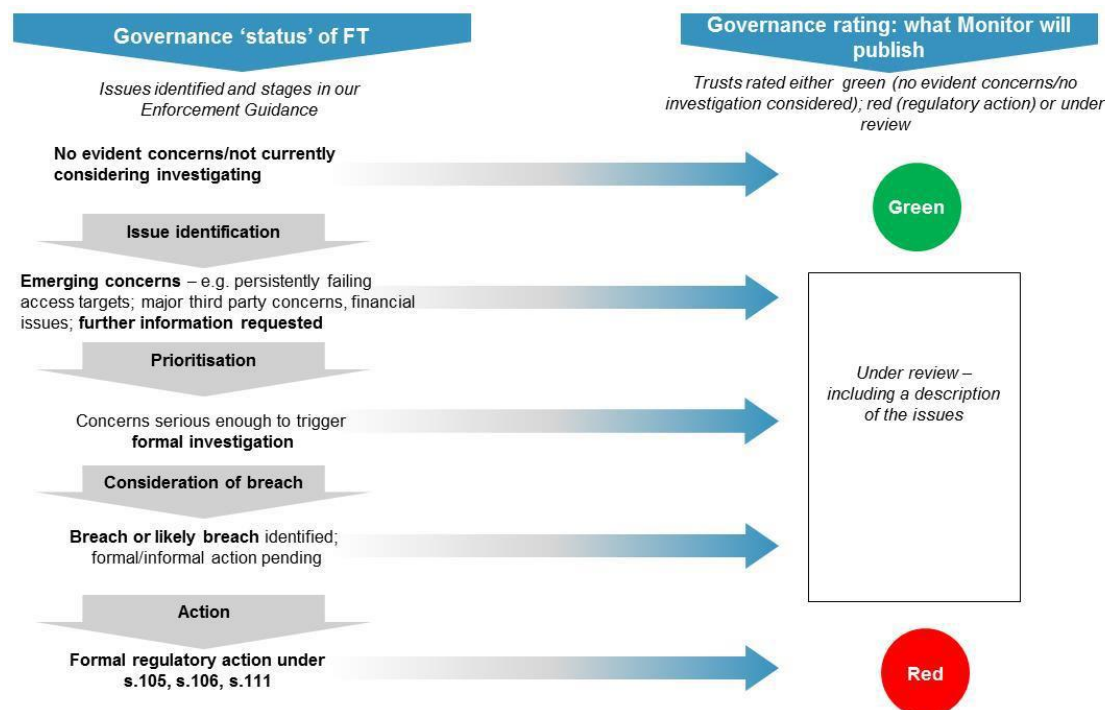 Governance ‘status’ of FT
Issues identified and stages in our
Enforcement Guidance
Governance rating: what Monitor will
publish
Trusts rated either green (no evident concerns/no
investigation considered); red (regulatory action) or under
review
No evident concerns/not currently
considering investigating
Green
Issue identification
Emerging concerns – e.g. persistently failing
access targets; major third party concerns, financial
issues; further information requested
Prioritisation
Under review –
including a description
of the issues
Concerns serious enough to trigger
formal investigation
Consideration of breach
Breach or likely breach identified;
formal/informal action pending
Action
Formal regulatory action under
s.105, s.106, s.111
Red